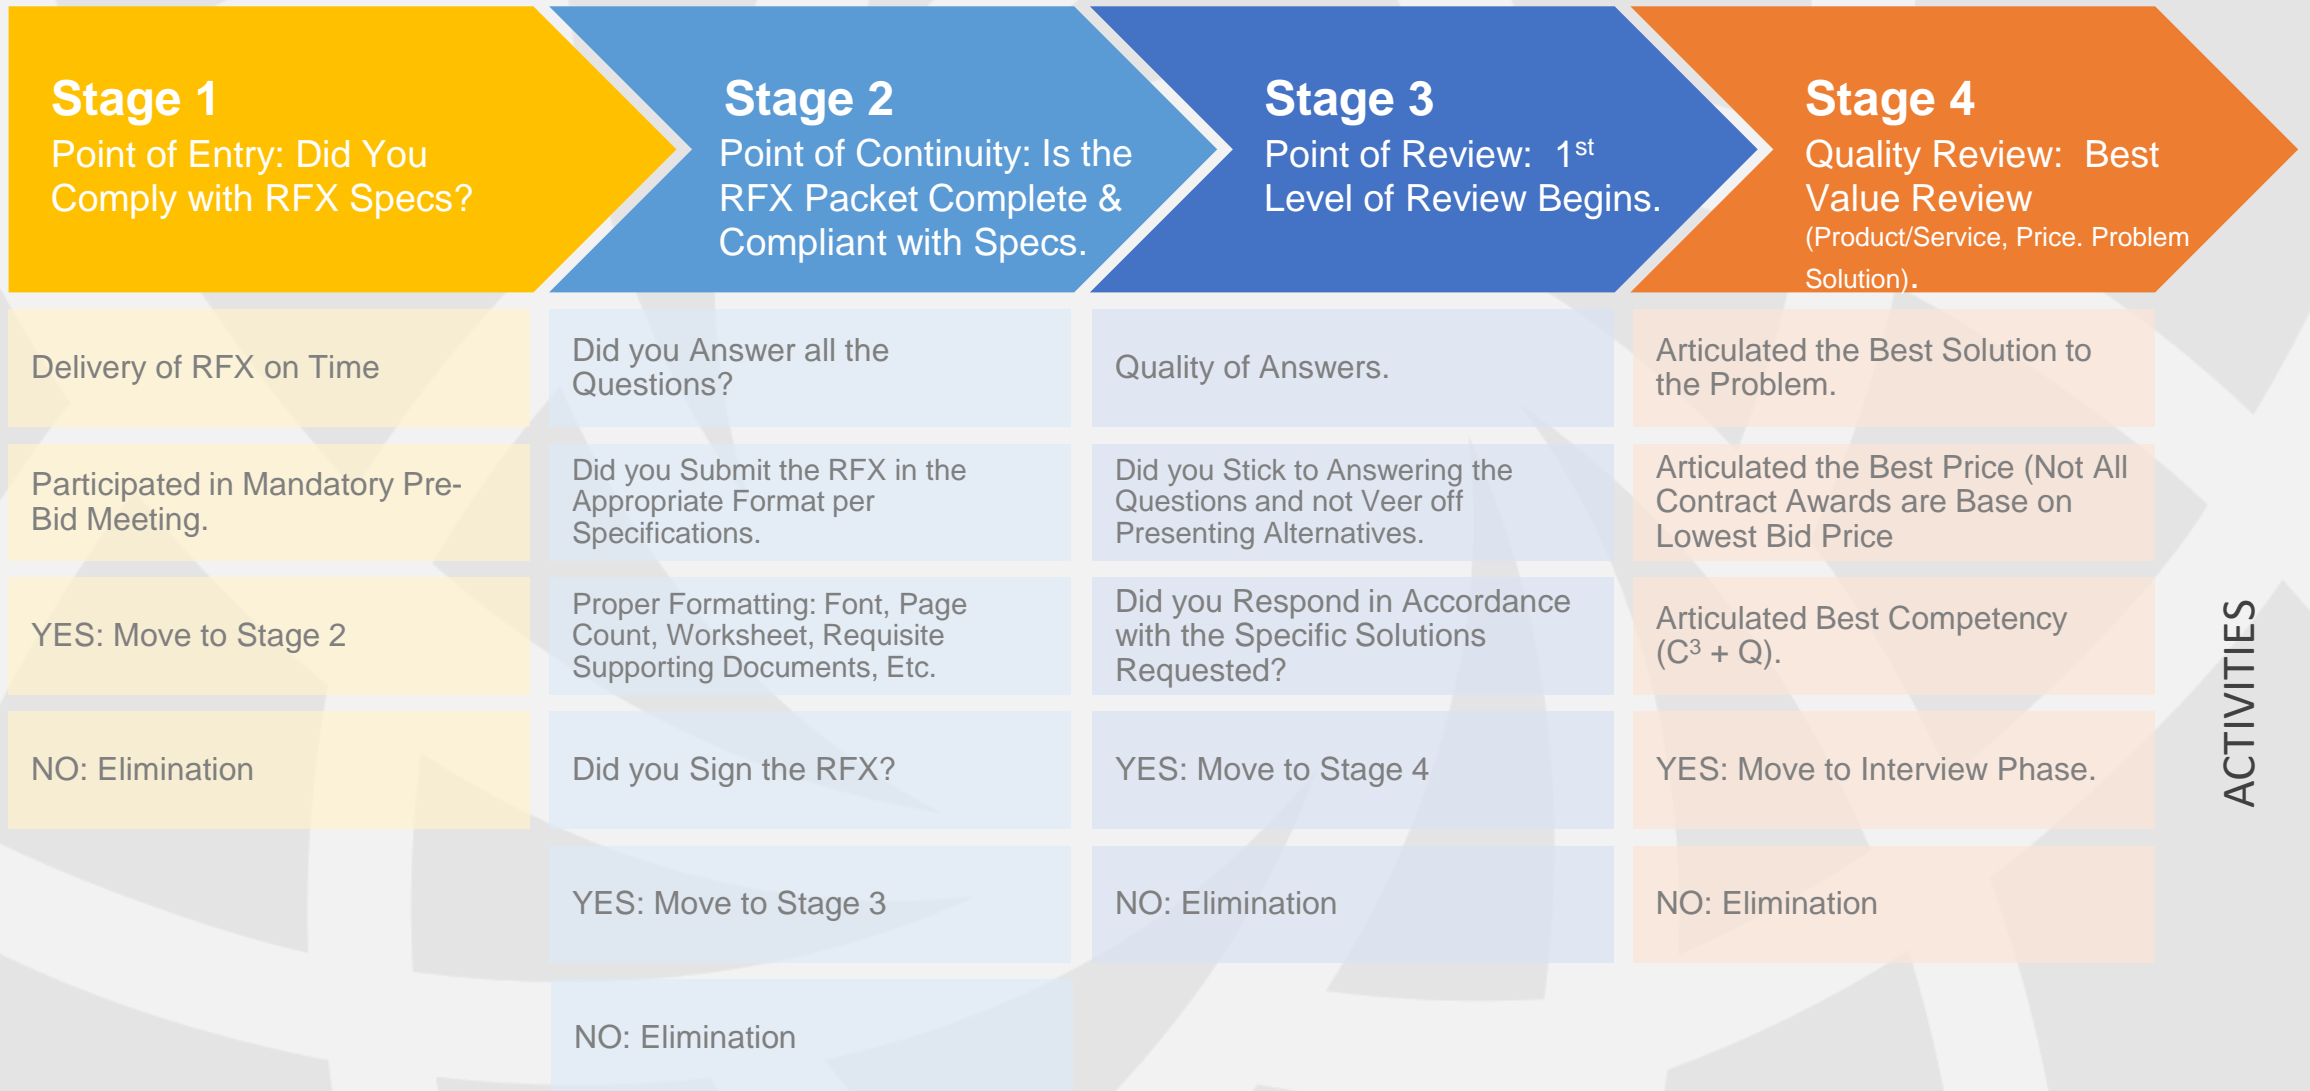 Stage 1
Point of Entry: Did You
Comply with RFX Specs?
Stage 2
Point of Continuity: Is the
RFX Packet Complete &
Compliant with Specs.
Stage 3
Point of Review:  1st
Level of Review Begins.
Stage 4
Quality Review:  Best
Value Review
(Product/Service, Price. Problem
Solution).
Delivery of RFX on Time
Participated in Mandatory Pre-
Bid Meeting.
YES: Move to Stage 2
NO: Elimination
Did you Answer all the
Questions?
Did you Submit the RFX in the
Appropriate Format per
Specifications.
Proper Formatting: Font, Page
Count, Worksheet, Requisite
Supporting Documents, Etc.
Did you Sign the RFX?
YES: Move to Stage 3
NO: Elimination
Quality of Answers.
Did you Stick to Answering the
Questions and not Veer off
Presenting Alternatives.
Did you Respond in Accordance
with the Specific Solutions
Requested?
YES: Move to Stage 4
NO: Elimination
Articulated the Best Solution to
the Problem.
Articulated the Best Price (Not All
Contract Awards are Base on
Lowest Bid Price
Articulated Best Competency
(C³ + Q).
YES: Move to Interview Phase.
NO: Elimination
ACTIVITIES